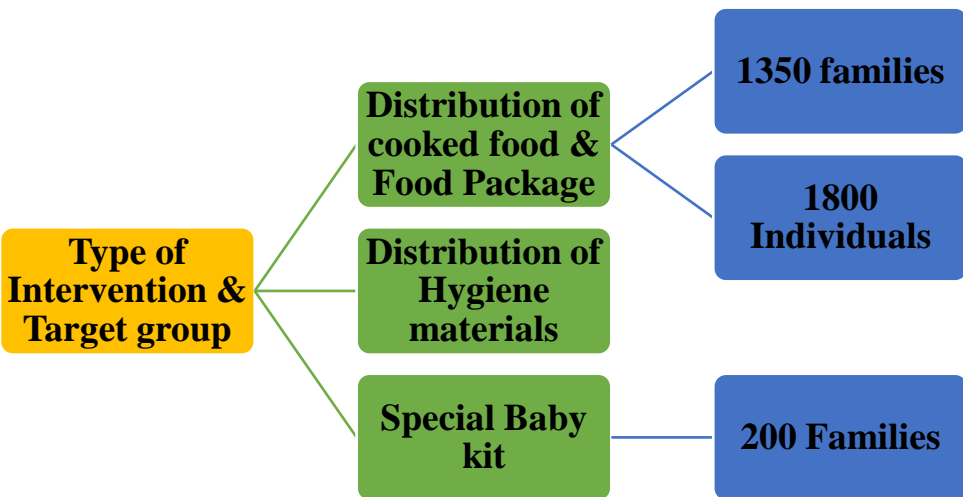 Type of
Intervention &
Target group
Distribution of
cooked food &
Food Package
1350 families
1800
Individuals
Distribution of
Hygiene
materials
Special Baby
kit
200 Families